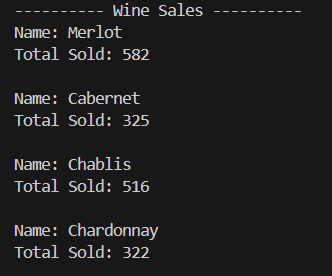 ---------- Wine Sales ----------
Name: Merlot
Total Sold: 582
Name: Cabernet
Total Sold: 325
Name: Chablis
Total Sold: 516
Name: Chardonnay
Total Sold: 322